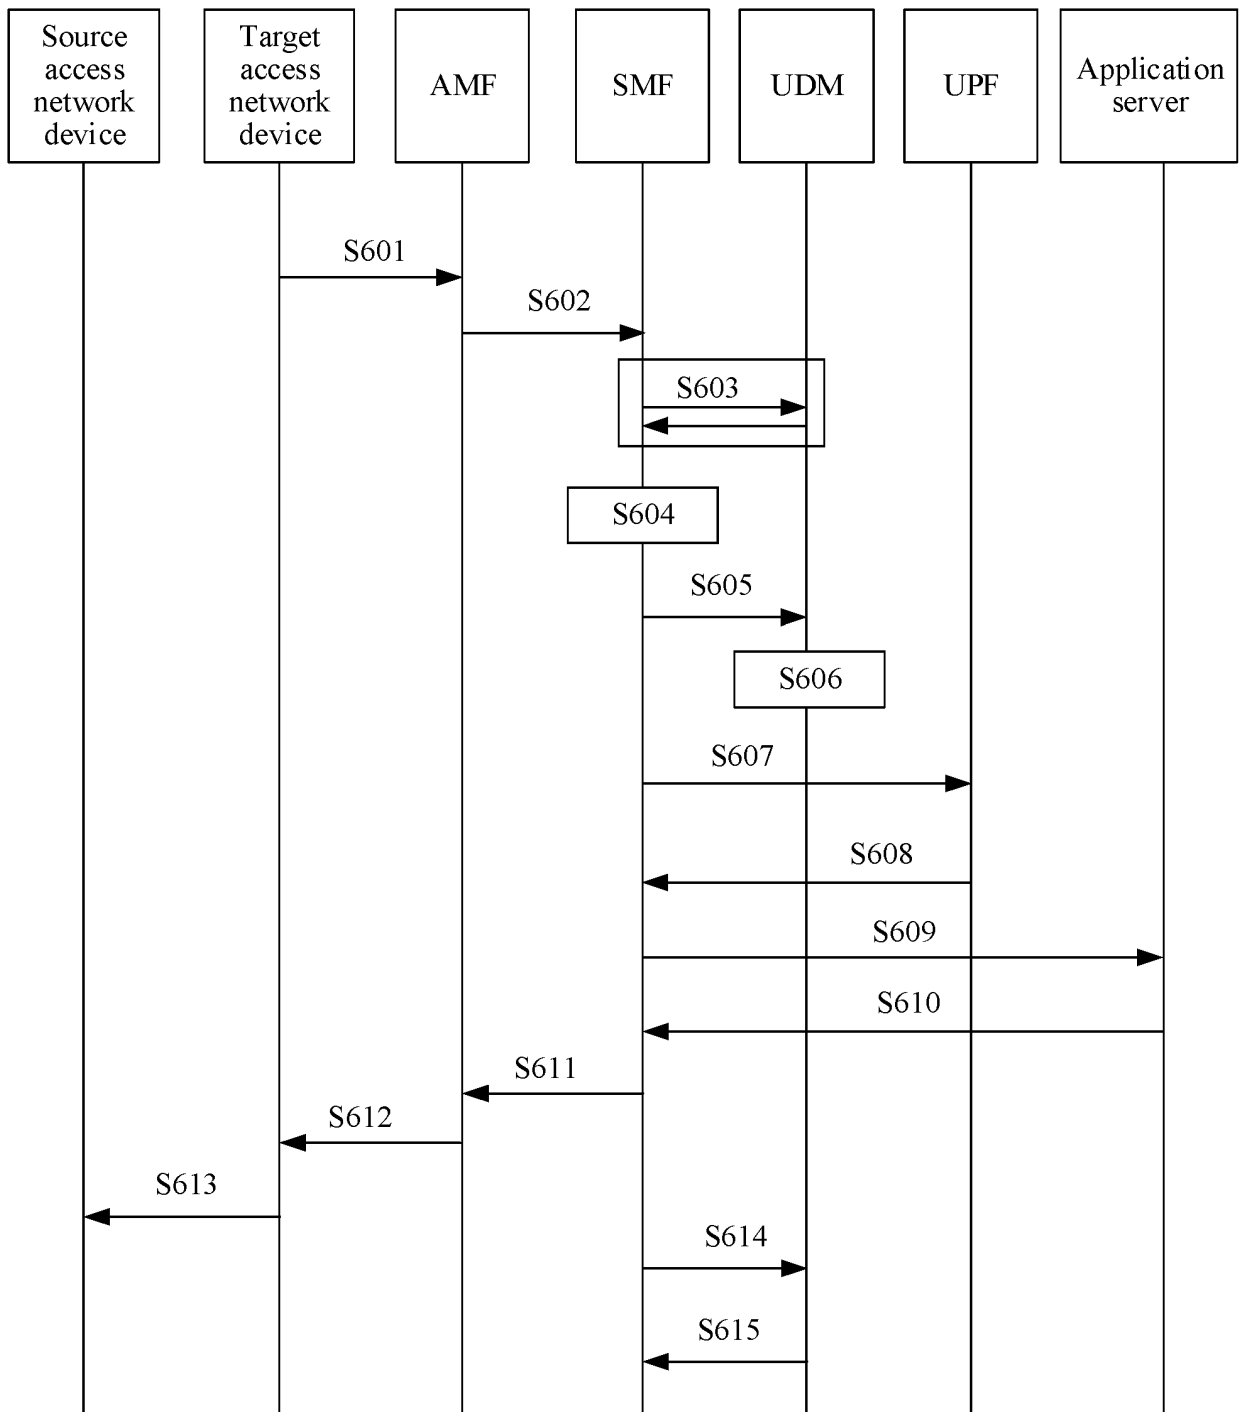 Source
access
network
device
Target
access
network
device
AMF
SMF
UDM
UPF
Application
server
S601
S602
S603
S604
S605
S606
S607
S608
S609
S610
S611
S612
S613
S614
S615